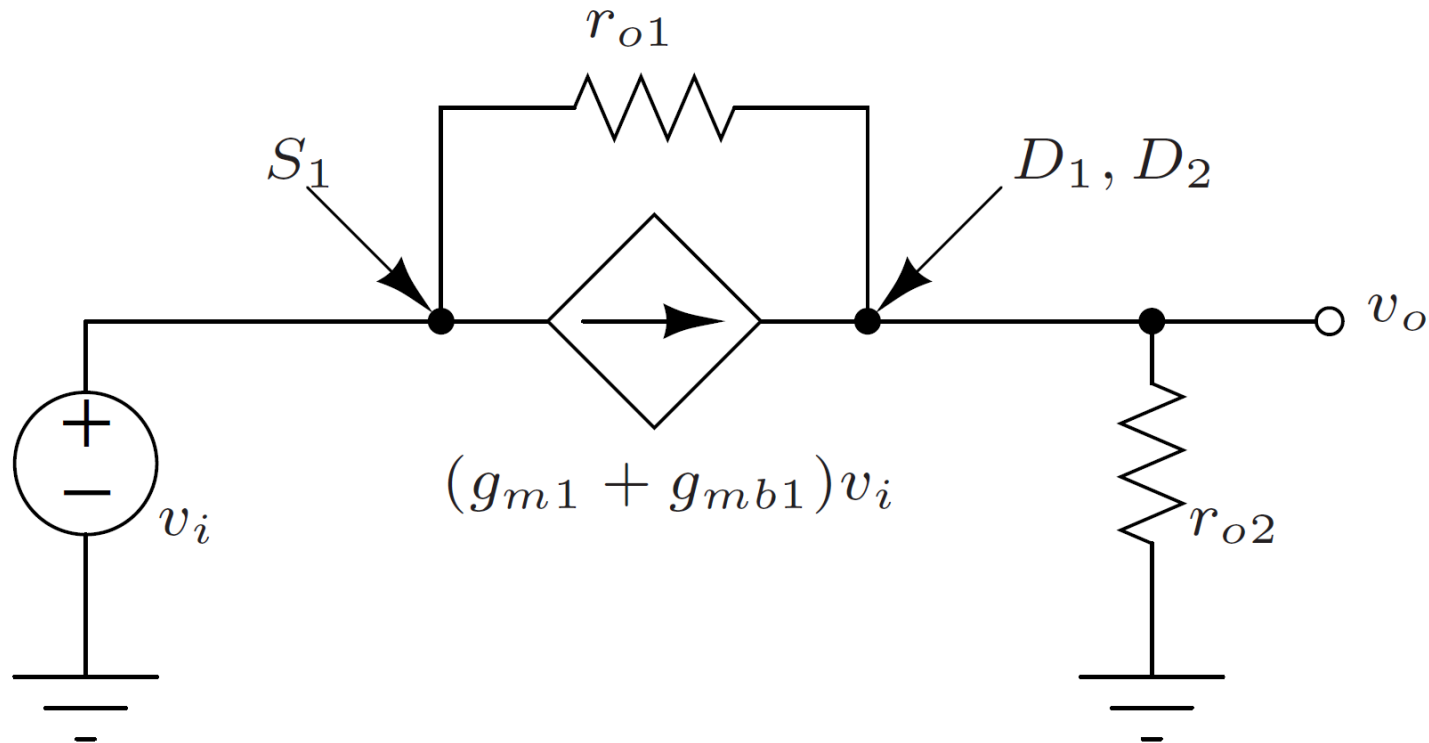 r_{o1}
S_1
D_1, D_2
v_o
+
−
(g_{m1} + g_{mb1})v_i
v_i
r_{o2}